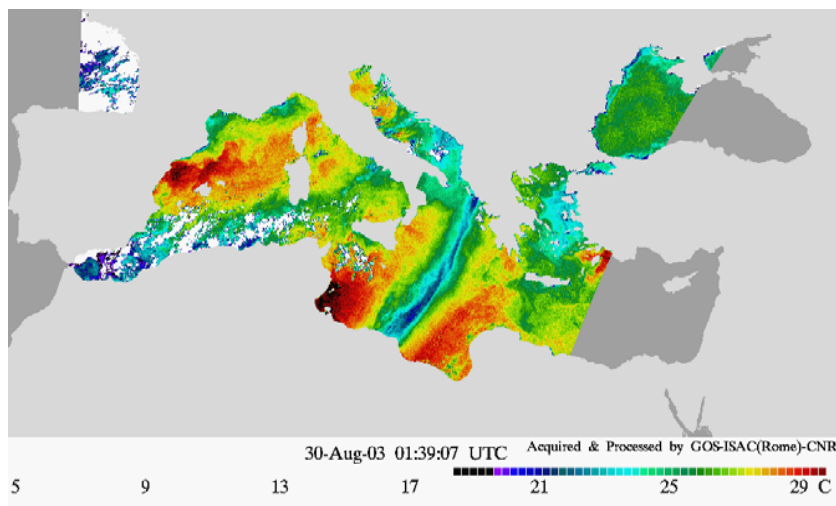 30-Aug-03 01:39:07 UTC Acquired & Processed by GOS-ISAC(Rome)-CNR
5 9 13 17 21 25 29 C